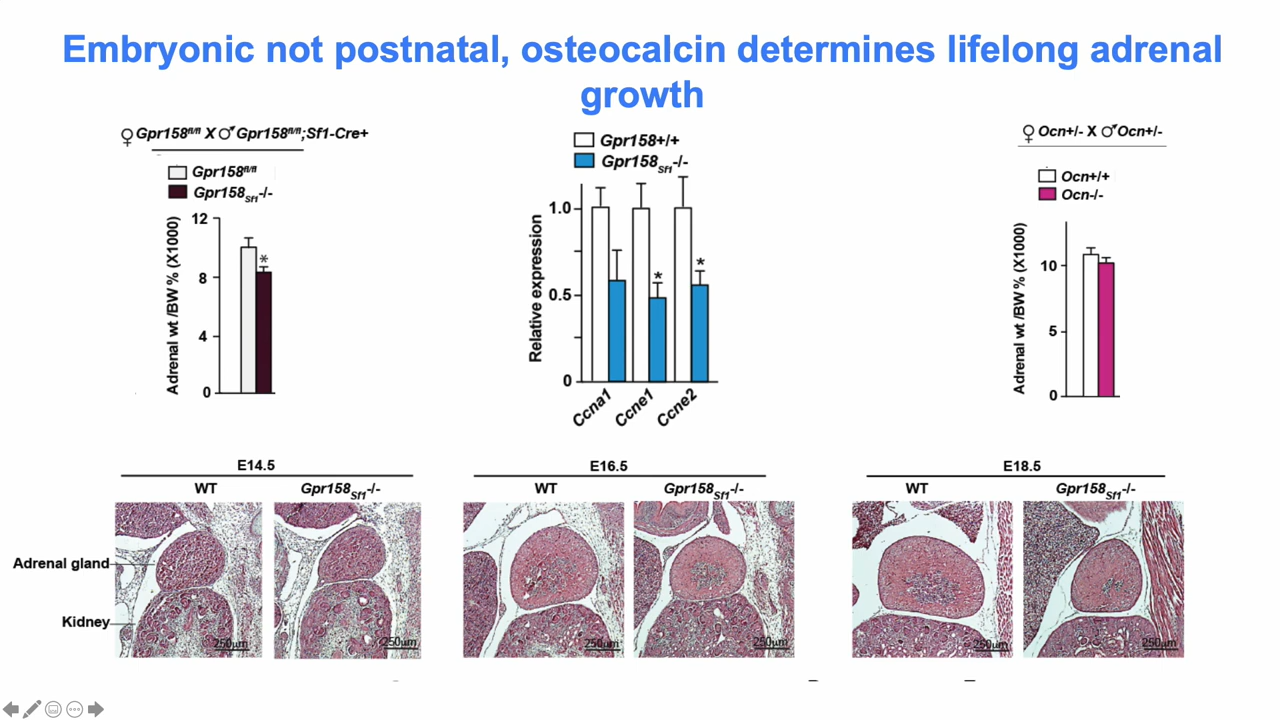 Embryonic not postnatal, osteocalcin determines lifelong adrenal
growth
♀ Gpr158fl/fl X ♂ Gpr158fl/fl;Sf1-Cre+
Gpr158fl/fl
Gpr158Sf1-/-
Adrenal wt /BW % (X1000)
12
8
4
0
*
Gpr158+/+
Gpr158Sf1-/-
Relative expression
1.0
0.5
0
*
*
Ccna1
Ccne1
Ccne2
♀ Ocn+/- X ♂ Ocn+/-
Ocn+/+
Ocn-/-
Adrenal wt /BW % (X1000)
10
5
0
E14.5
WT
Gpr158Sf1-/-
Adrenal gland
Kidney
250µm
250µm
E16.5
WT
Gpr158Sf1-/-
250µm
250µm
E18.5
WT
Gpr158Sf1-/-
250µm
250µm